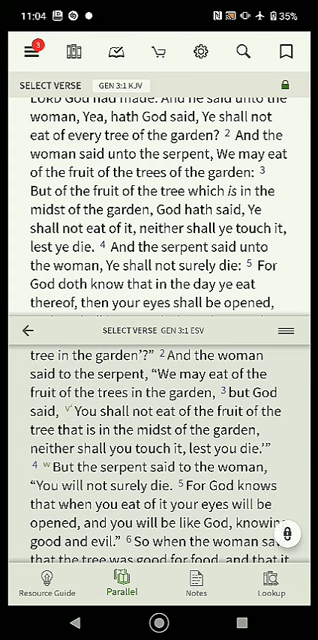 11:04
35%
3
SELECT VERSE GEN 3:1 KJV
LORD God had made. And he said unto the
woman, Yea, hath God said, Ye shall not
eat of every tree of the garden? 2 And the
woman said unto the serpent, We may eat
of the fruit of the trees of the garden: 3
But of the fruit of the tree which is in the
midst of the garden, God hath said, Ye
shall not eat of it, neither shall ye touch it,
lest ye die. 4 And the serpent said unto
the woman, Ye shall not surely die: 5 For
God doth know that in the day ye eat
thereof, then your eyes shall be opened,
SELECT VERSE GEN 3:1 ESV
tree in the garden’?” 2 And the woman
said to the serpent, “We may eat of the
fruit of the trees in the garden, 3 but God
said, v ‘You shall not eat of the fruit of the
tree that is in the midst of the garden,
neither shall you touch it, lest you die.’”
4 w But the serpent said to the woman,
“You will not surely die. 5 For God knows
that when you eat of it your eyes will be
opened, and you will be like God, knowing
good and evil.” 6 So when the woman saw
that the tree was good for food, and that it
Resource Guide Parallel Notes Lookup